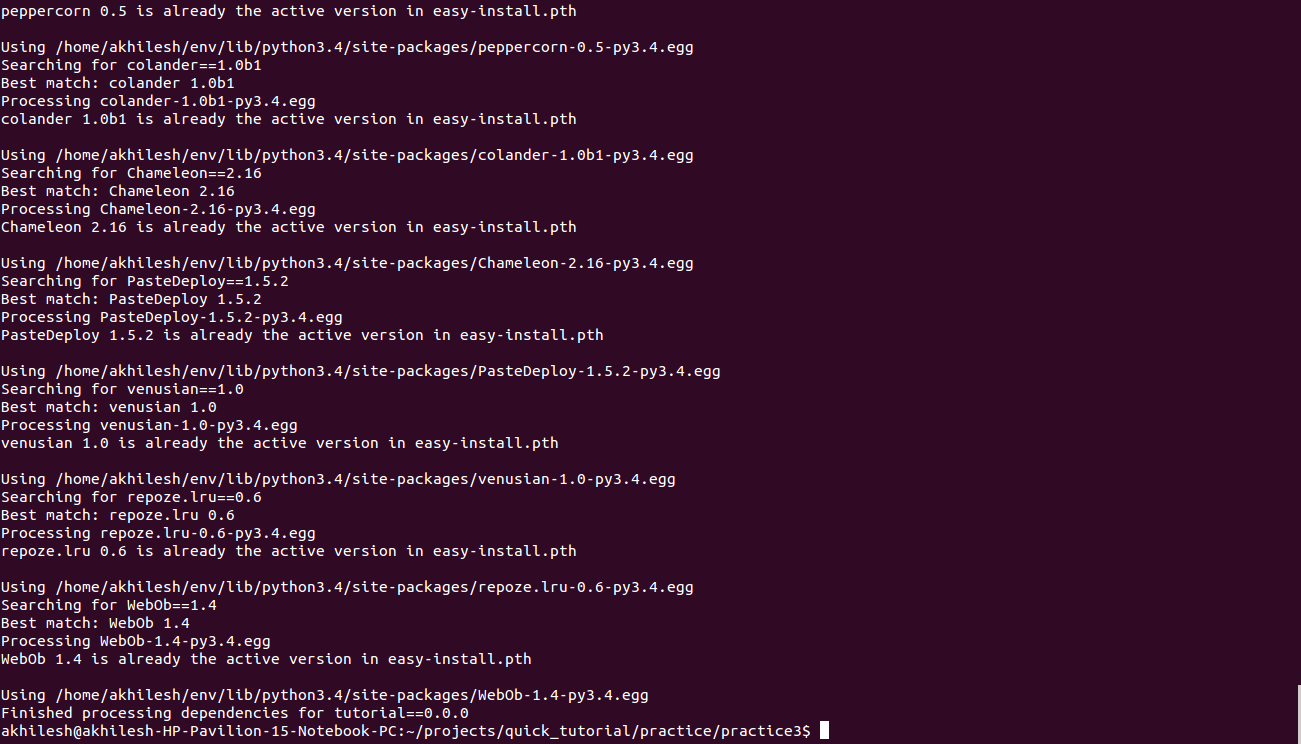 peppercorn 0.5 is already the active version in easy-install.pth
Using /home/akhilesh/env/lib/python3.4/site-packages/peppercorn-0.5-py3.4.egg
Searching for colander==1.0b1
Best match: colander 1.0b1
Processing colander-1.0b1-py3.4.egg
colander 1.0b1 is already the active version in easy-install.pth
Using /home/akhilesh/env/lib/python3.4/site-packages/colander-1.0b1-py3.4.egg
Searching for Chameleon==2.16
Best match: Chameleon 2.16
Processing Chameleon-2.16-py3.4.egg
Chameleon 2.16 is already the active version in easy-install.pth
Using /home/akhilesh/env/lib/python3.4/site-packages/Chameleon-2.16-py3.4.egg
Searching for PasteDeploy==1.5.2
Best match: PasteDeploy 1.5.2
Processing PasteDeploy-1.5.2-py3.4.egg
PasteDeploy 1.5.2 is already the active version in easy-install.pth
Using /home/akhilesh/env/lib/python3.4/site-packages/PasteDeploy-1.5.2-py3.4.egg
Searching for venusian==1.0
Best match: venusian 1.0
Processing venusian-1.0-py3.4.egg
venusian 1.0 is already the active version in easy-install.pth
Using /home/akhilesh/env/lib/python3.4/site-packages/venusian-1.0-py3.4.egg
Searching for repoze.lru==0.6
Best match: repoze.lru 0.6
Processing repoze.lru-0.6-py3.4.egg
repoze.lru 0.6 is already the active version in easy-install.pth
Using /home/akhilesh/env/lib/python3.4/site-packages/repoze.lru-0.6-py3.4.egg
Searching for WebOb==1.4
Best match: WebOb 1.4
Processing WebOb-1.4-py3.4.egg
WebOb 1.4 is already the active version in easy-install.pth
Using /home/akhilesh/env/lib/python3.4/site-packages/WebOb-1.4-py3.4.egg
Finished processing dependencies for tutorial==0.0.0
akhilesh@akhilesh-HP-Pavilion-15-Notebook-PC:~/projects/quick_tutorial/practice/practice3$